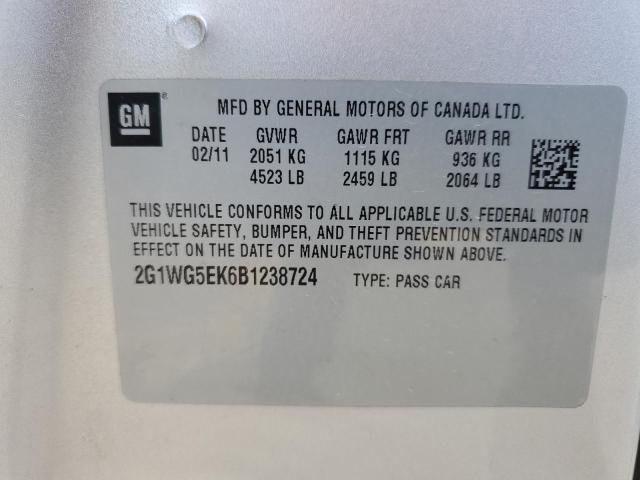 GM
®
MFD BY GENERAL MOTORS OF CANADA LTD.
DATE GVWR GAWR FRT GAWR RR
02/11 2051 KG 1115 KG 936 KG
4523 LB 2459 LB 2064 LB
THIS VEHICLE CONFORMS TO ALL APPLICABLE U.S. FEDERAL MOTOR
VEHICLE SAFETY, BUMPER, AND THEFT PREVENTION STANDARDS IN
EFFECT ON THE DATE OF MANUFACTURE SHOWN ABOVE.
2G1WG5EK6B1238724 TYPE: PASS CAR